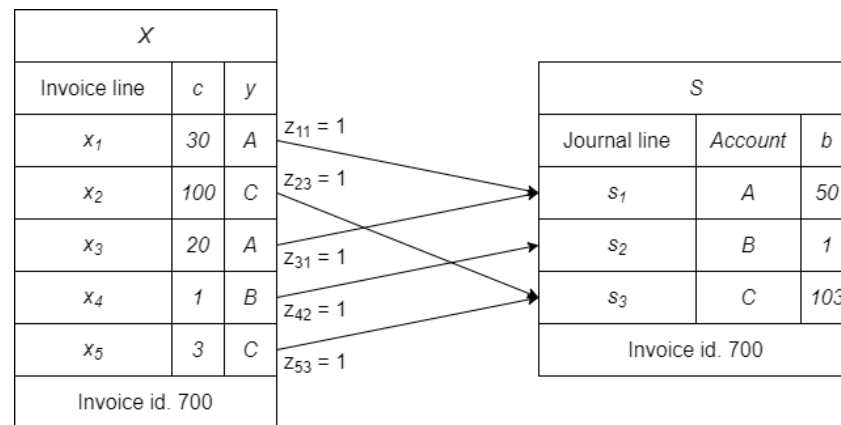 X
Invoice line c y
x₁ 30 A
x₂ 100 C
x₃ 20 A
x₄ 1 B
x₅ 3 C
Invoice id. 700
z₁₁ = 1
z₂₃ = 1
z₃₁ = 1
z₄₂ = 1
z₅₃ = 1
S
Journal line Account b
s₁ A 50
s₂ B 1
s₃ C 103
Invoice id. 700